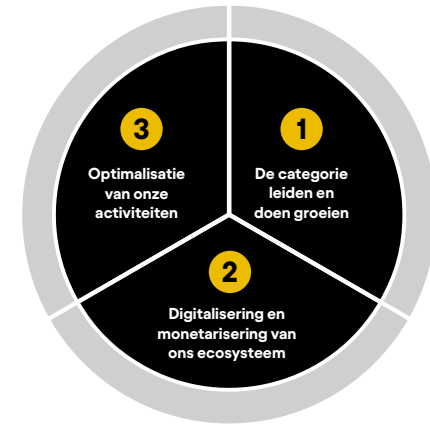 1
De categorie
leiden en
doen groeien
2
Digitalisering en
monetarisering van
ons ecosysteem
3
Optimalisatie
van onze
activiteiten